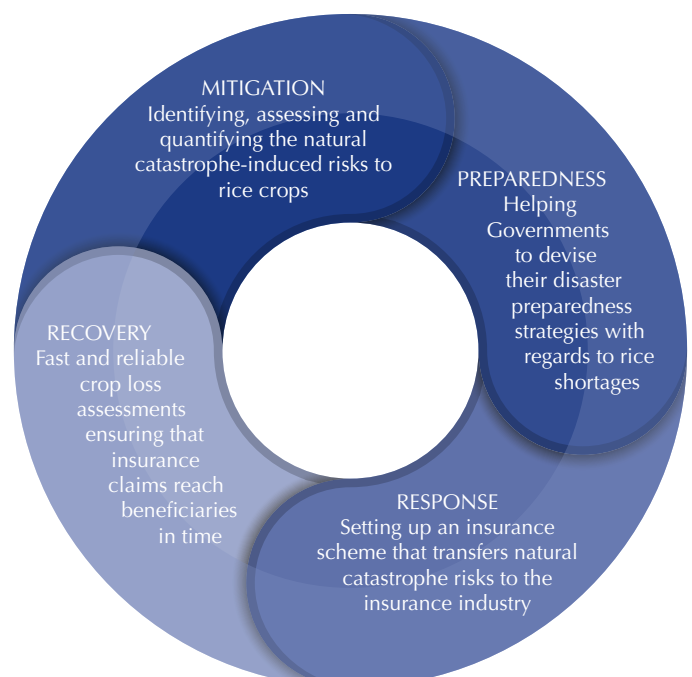 MITIGATION
Identifying, assessing and
quantifying the natural
catastrophe-induced risks to
rice crops
PREPAREDNESS
Helping
Governments
to devise
their disaster
preparedness
strategies with
regards to rice
shortages
RESPONSE
Setting up an insurance
scheme that transfers natural
catastrophe risks to the
insurance industry
RECOVERY
Fast and reliable
crop loss
assessments
ensuring that
insurance
claims reach
beneficiaries
in time